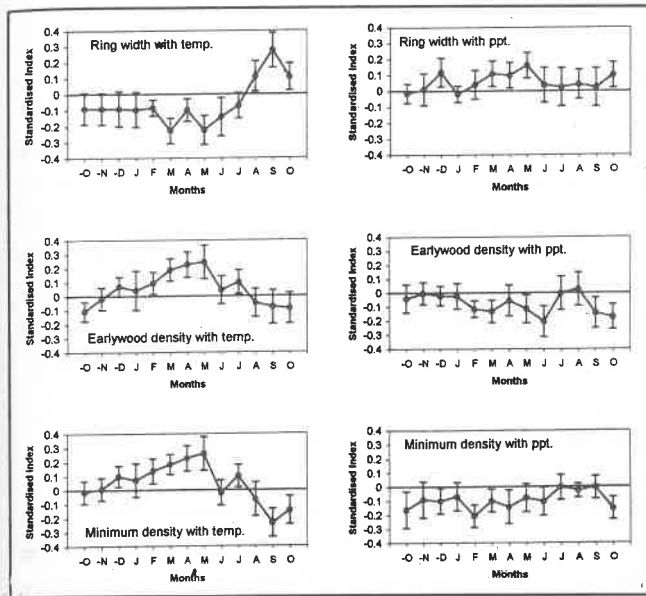 Ring width with temp.
Standardised Index
0.4
0.3
0.2
0.1
0
-0.1
-0.2
-0.3
-0.4
-O -N -D J F M A M J J A S O
Months
Ring width with ppt.
Standardised Index
0.4
0.3
0.2
0.1
0
-0.1
-0.2
-0.3
-0.4
-O -N -D J F M A M J J A S O
Months
Earlywood density with temp.
Standardised Index
0.4
0.3
0.2
0.1
0
-0.1
-0.2
-0.3
-0.4
-O -N -D J F M A M J J A S O
Months
Earlywood density with ppt.
Standardised Index
0.4
0.3
0.2
0.1
0
-0.1
-0.2
-0.3
-0.4
-O -N -D J F M A M J J A S O
Months
Minimum density with temp.
Standardised Index
0.4
0.3
0.2
0.1
0
-0.1
-0.2
-0.3
-0.4
-O -N -D J F M A M J J A S O
Months
Minimum density with ppt.
Standardised Index
0.4
0.3
0.2
0.1
0
-0.1
-0.2
-0.3
-0.4
-O -N -D J F M A M J J A S O
Months